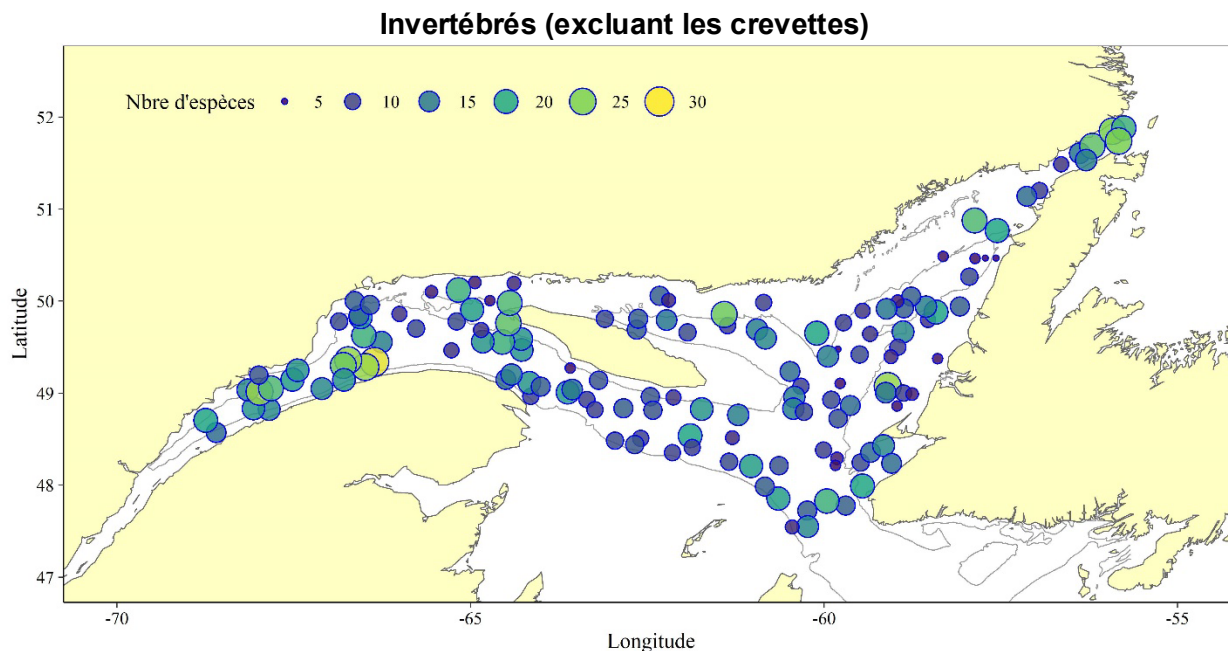 Invertébrés (excluant les crevettes)
Nbre d'espèces 5 10 15 20 25 30
52
51
50
49
48
47
Latitude
-70 -65 -60 -55
Longitude